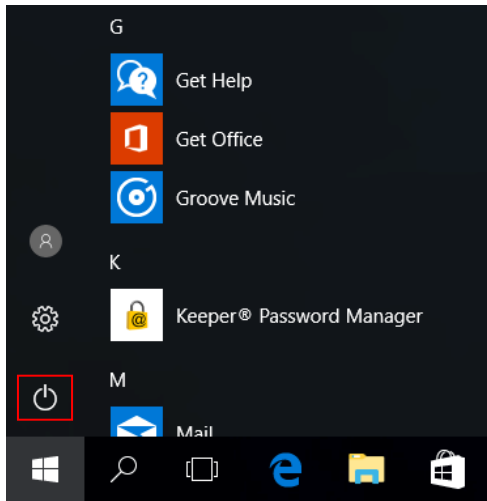 G
Get Help
Get Office
Groove Music
K
Keeper® Password Manager
M
Mail